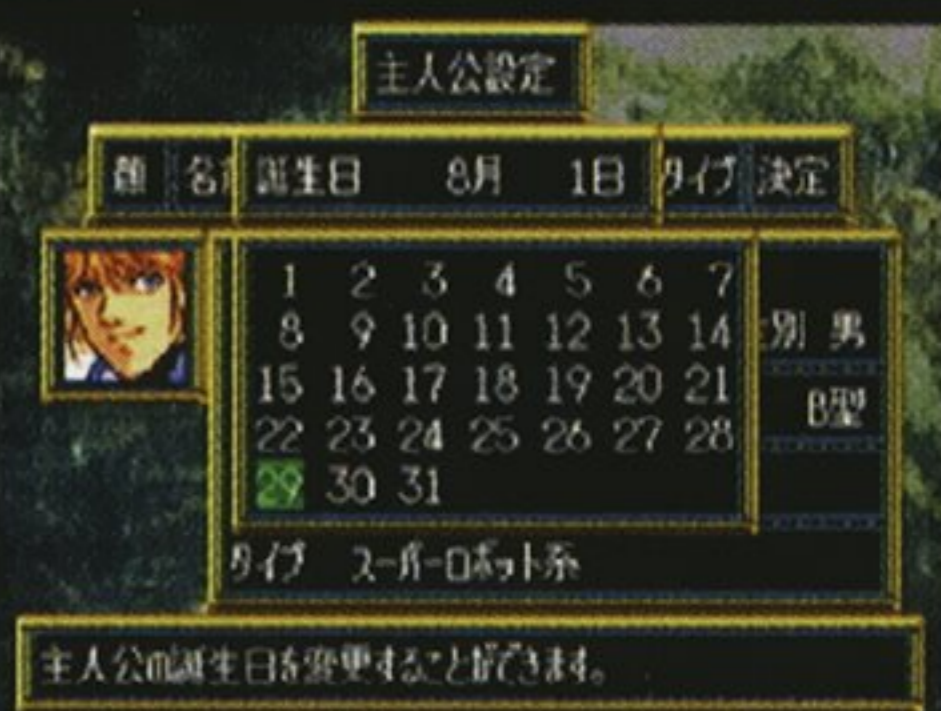 主人公設定
顔 名 誕生日 8月 1日 タイプ 決定
1 2 3 4 5 6 7
8 9 10 11 12 13 14 別 男
15 16 17 18 19 20 21
B型
22 23 24 25 26 27 28
29 30 31
タイプ スーパーロボット系
主人公の誕生日を変更することができます。